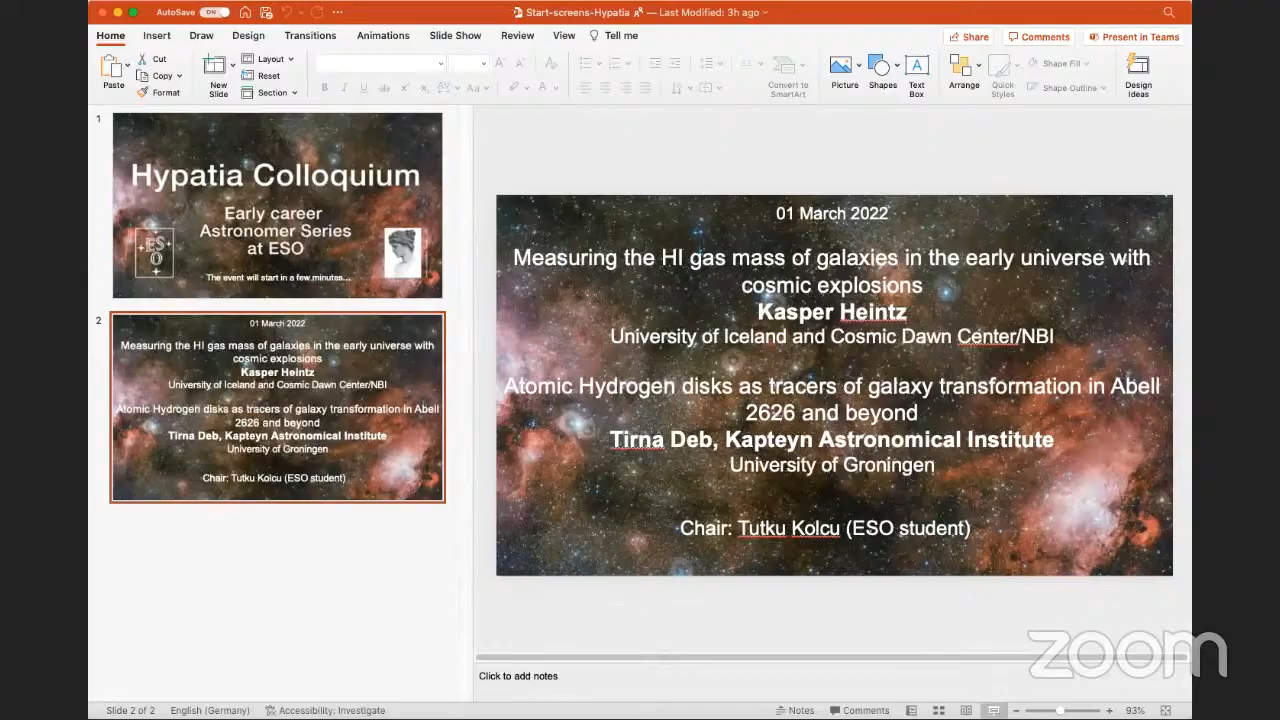 AutoSave ON
Start-screens-Hypatia — Last Modified: 3h ago
Home Insert Draw Design Transitions Animations Slide Show Review View Tell me
Share Comments Present in Teams
Paste
Cut
Copy
Format
New Slide
Layout
Reset
Section
Convert to SmartArt
Picture
Shapes
Text Box
Arrange
Quick Styles
Shape Fill
Shape Outline
Design Ideas
1
Hypatia Colloquium
Early career
Astronomer Series
at ESO
ES
O
The event will start in a few minutes...
2
01 March 2022
Measuring the HI gas mass of galaxies in the early universe with
cosmic explosions
Kasper Heintz
University of Iceland and Cosmic Dawn Center/NBI
Atomic Hydrogen disks as tracers of galaxy transformation in Abell
2626 and beyond
Tirna Deb, Kapteyn Astronomical Institute
University of Groningen
Chair: Tutku Kolcu (ESO student)
01 March 2022
Measuring the HI gas mass of galaxies in the early universe with
cosmic explosions
Kasper Heintz
University of Iceland and Cosmic Dawn Center/NBI
Atomic Hydrogen disks as tracers of galaxy transformation in Abell
2626 and beyond
Tirna Deb, Kapteyn Astronomical Institute
University of Groningen
Chair: Tutku Kolcu (ESO student)
zoom
Click to add notes
Slide 2 of 2 English (Germany) Accessibility: Investigate
Notes Comments 93%